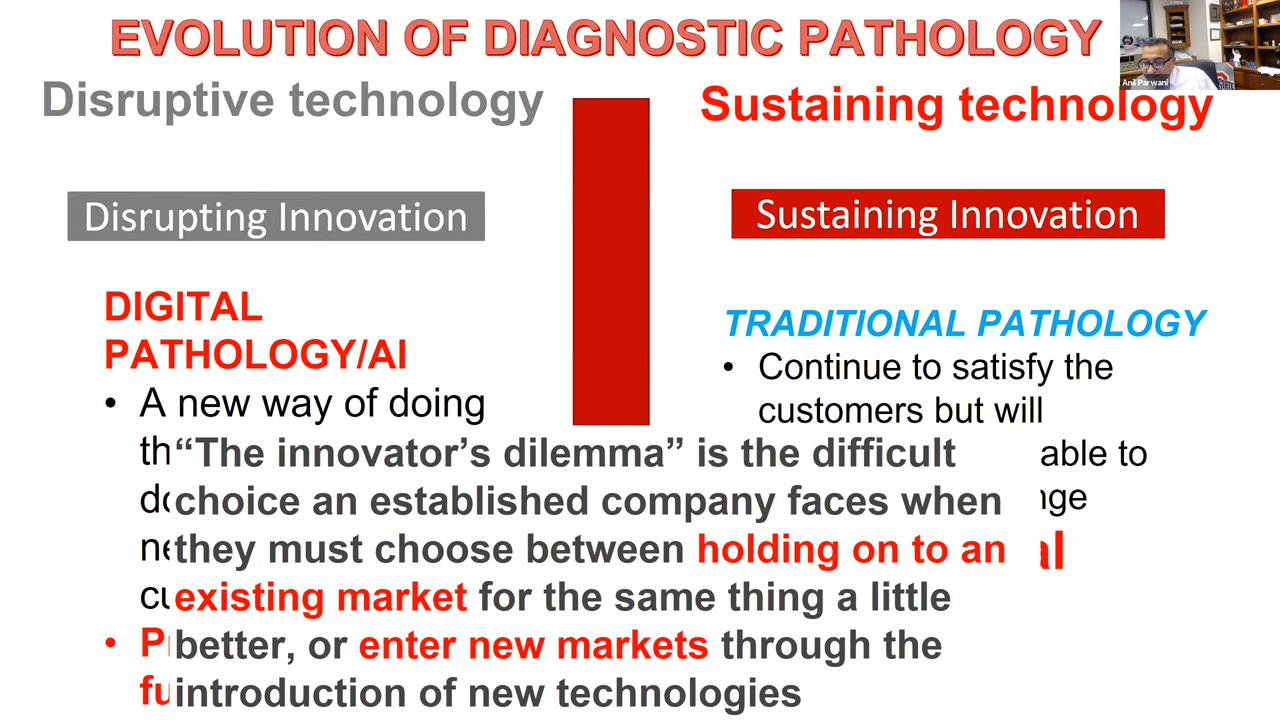 EVOLUTION OF DIAGNOSTIC PATHOLOGY
Anil Parwani
Disruptive technology
Sustaining technology
Disrupting Innovation
Sustaining Innovation
DIGITAL
PATHOLOGY/AI
• A new way of doing
TRADITIONAL PATHOLOGY
• Continue to satisfy the
customers but will
able to
“The innovator’s dilemma” is the difficult
choice an established company faces when
they must choose between holding on to an
existing market for the same thing a little
better, or enter new markets through the
introduction of new technologies